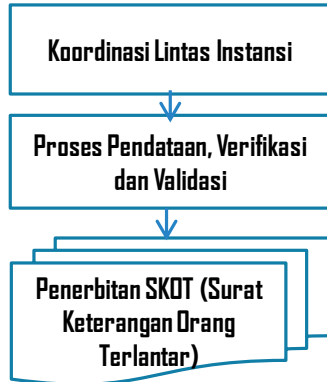 Koordinasi Lintas Instansi
Proses Pendataan, Verifikasi
dan Validasi
Penerbitan SKOT (Surat
Keterangan Orang
Terlantar)